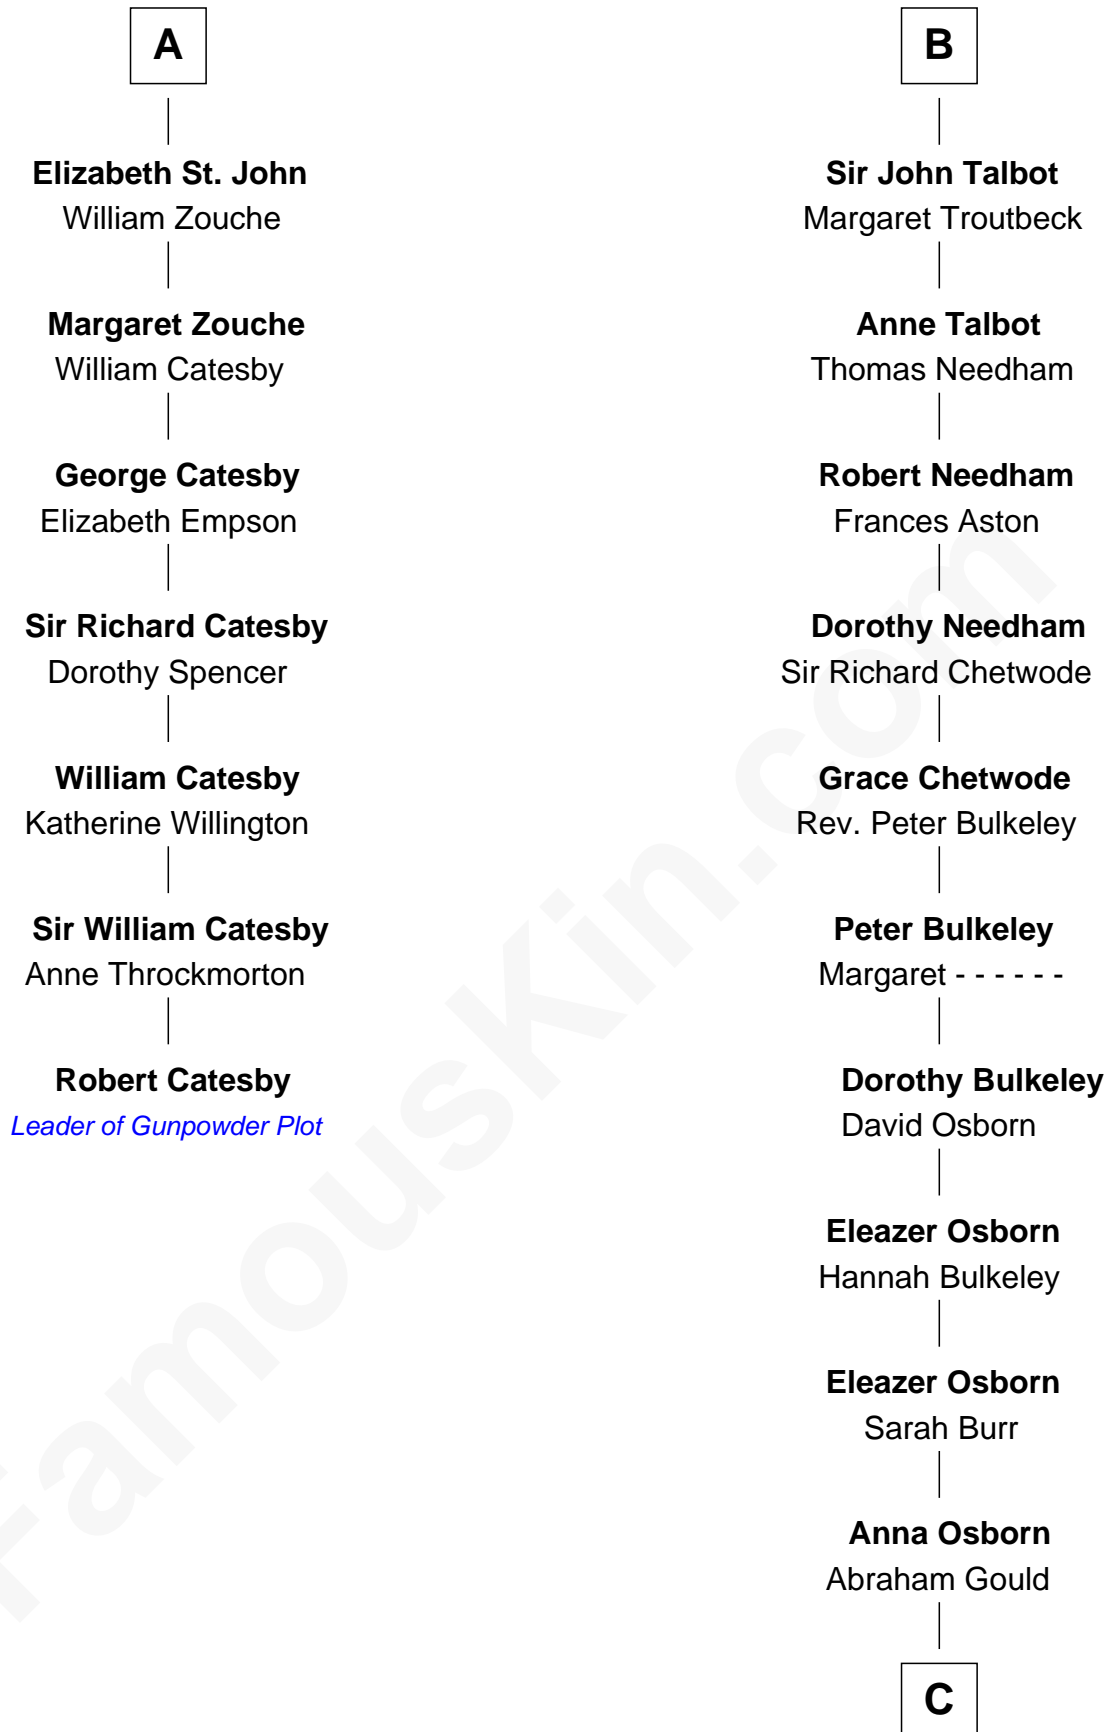 A
Elizabeth St. John
William Zouche
Margaret Zouche
William Catesby
George Catesby
Elizabeth Empson
Sir Richard Catesby
Dorothy Spencer
William Catesby
Katherine Willington
Sir William Catesby
Anne Throckmorton
Robert Catesby
Leader of Gunpowder Plot
B
Sir John Talbot
Margaret Troutbeck
Anne Talbot
Thomas Needham
Robert Needham
Frances Aston
Dorothy Needham
Sir Richard Chetwode
Grace Chetwode
Rev. Peter Bulkeley
Peter Bulkeley
Margaret - - - - - -
Dorothy Bulkeley
David Osborn
Eleazer Osborn
Hannah Bulkeley
Eleazer Osborn
Sarah Burr
Anna Osborn
Abraham Gould
C
FamousKin.com